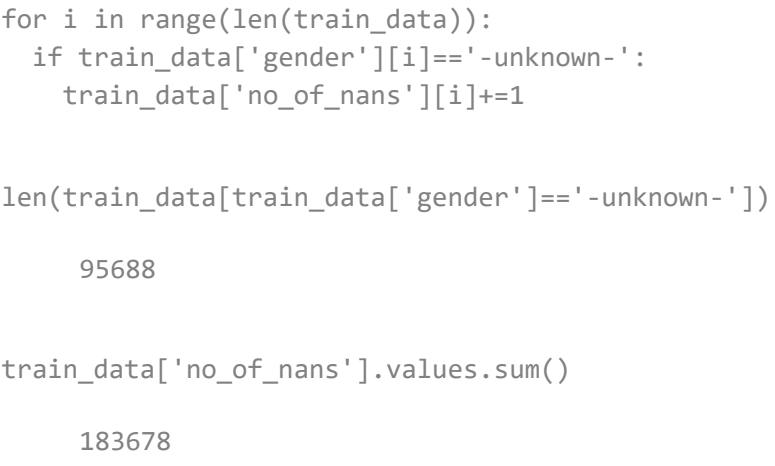 for i in range(len(train_data)):
  if train_data['gender'][i]=='-unknown-':
    train_data['no_of_nans'][i]+=1
len(train_data[train_data['gender']=='-unknown-'])
95688
train_data['no_of_nans'].values.sum()
183678